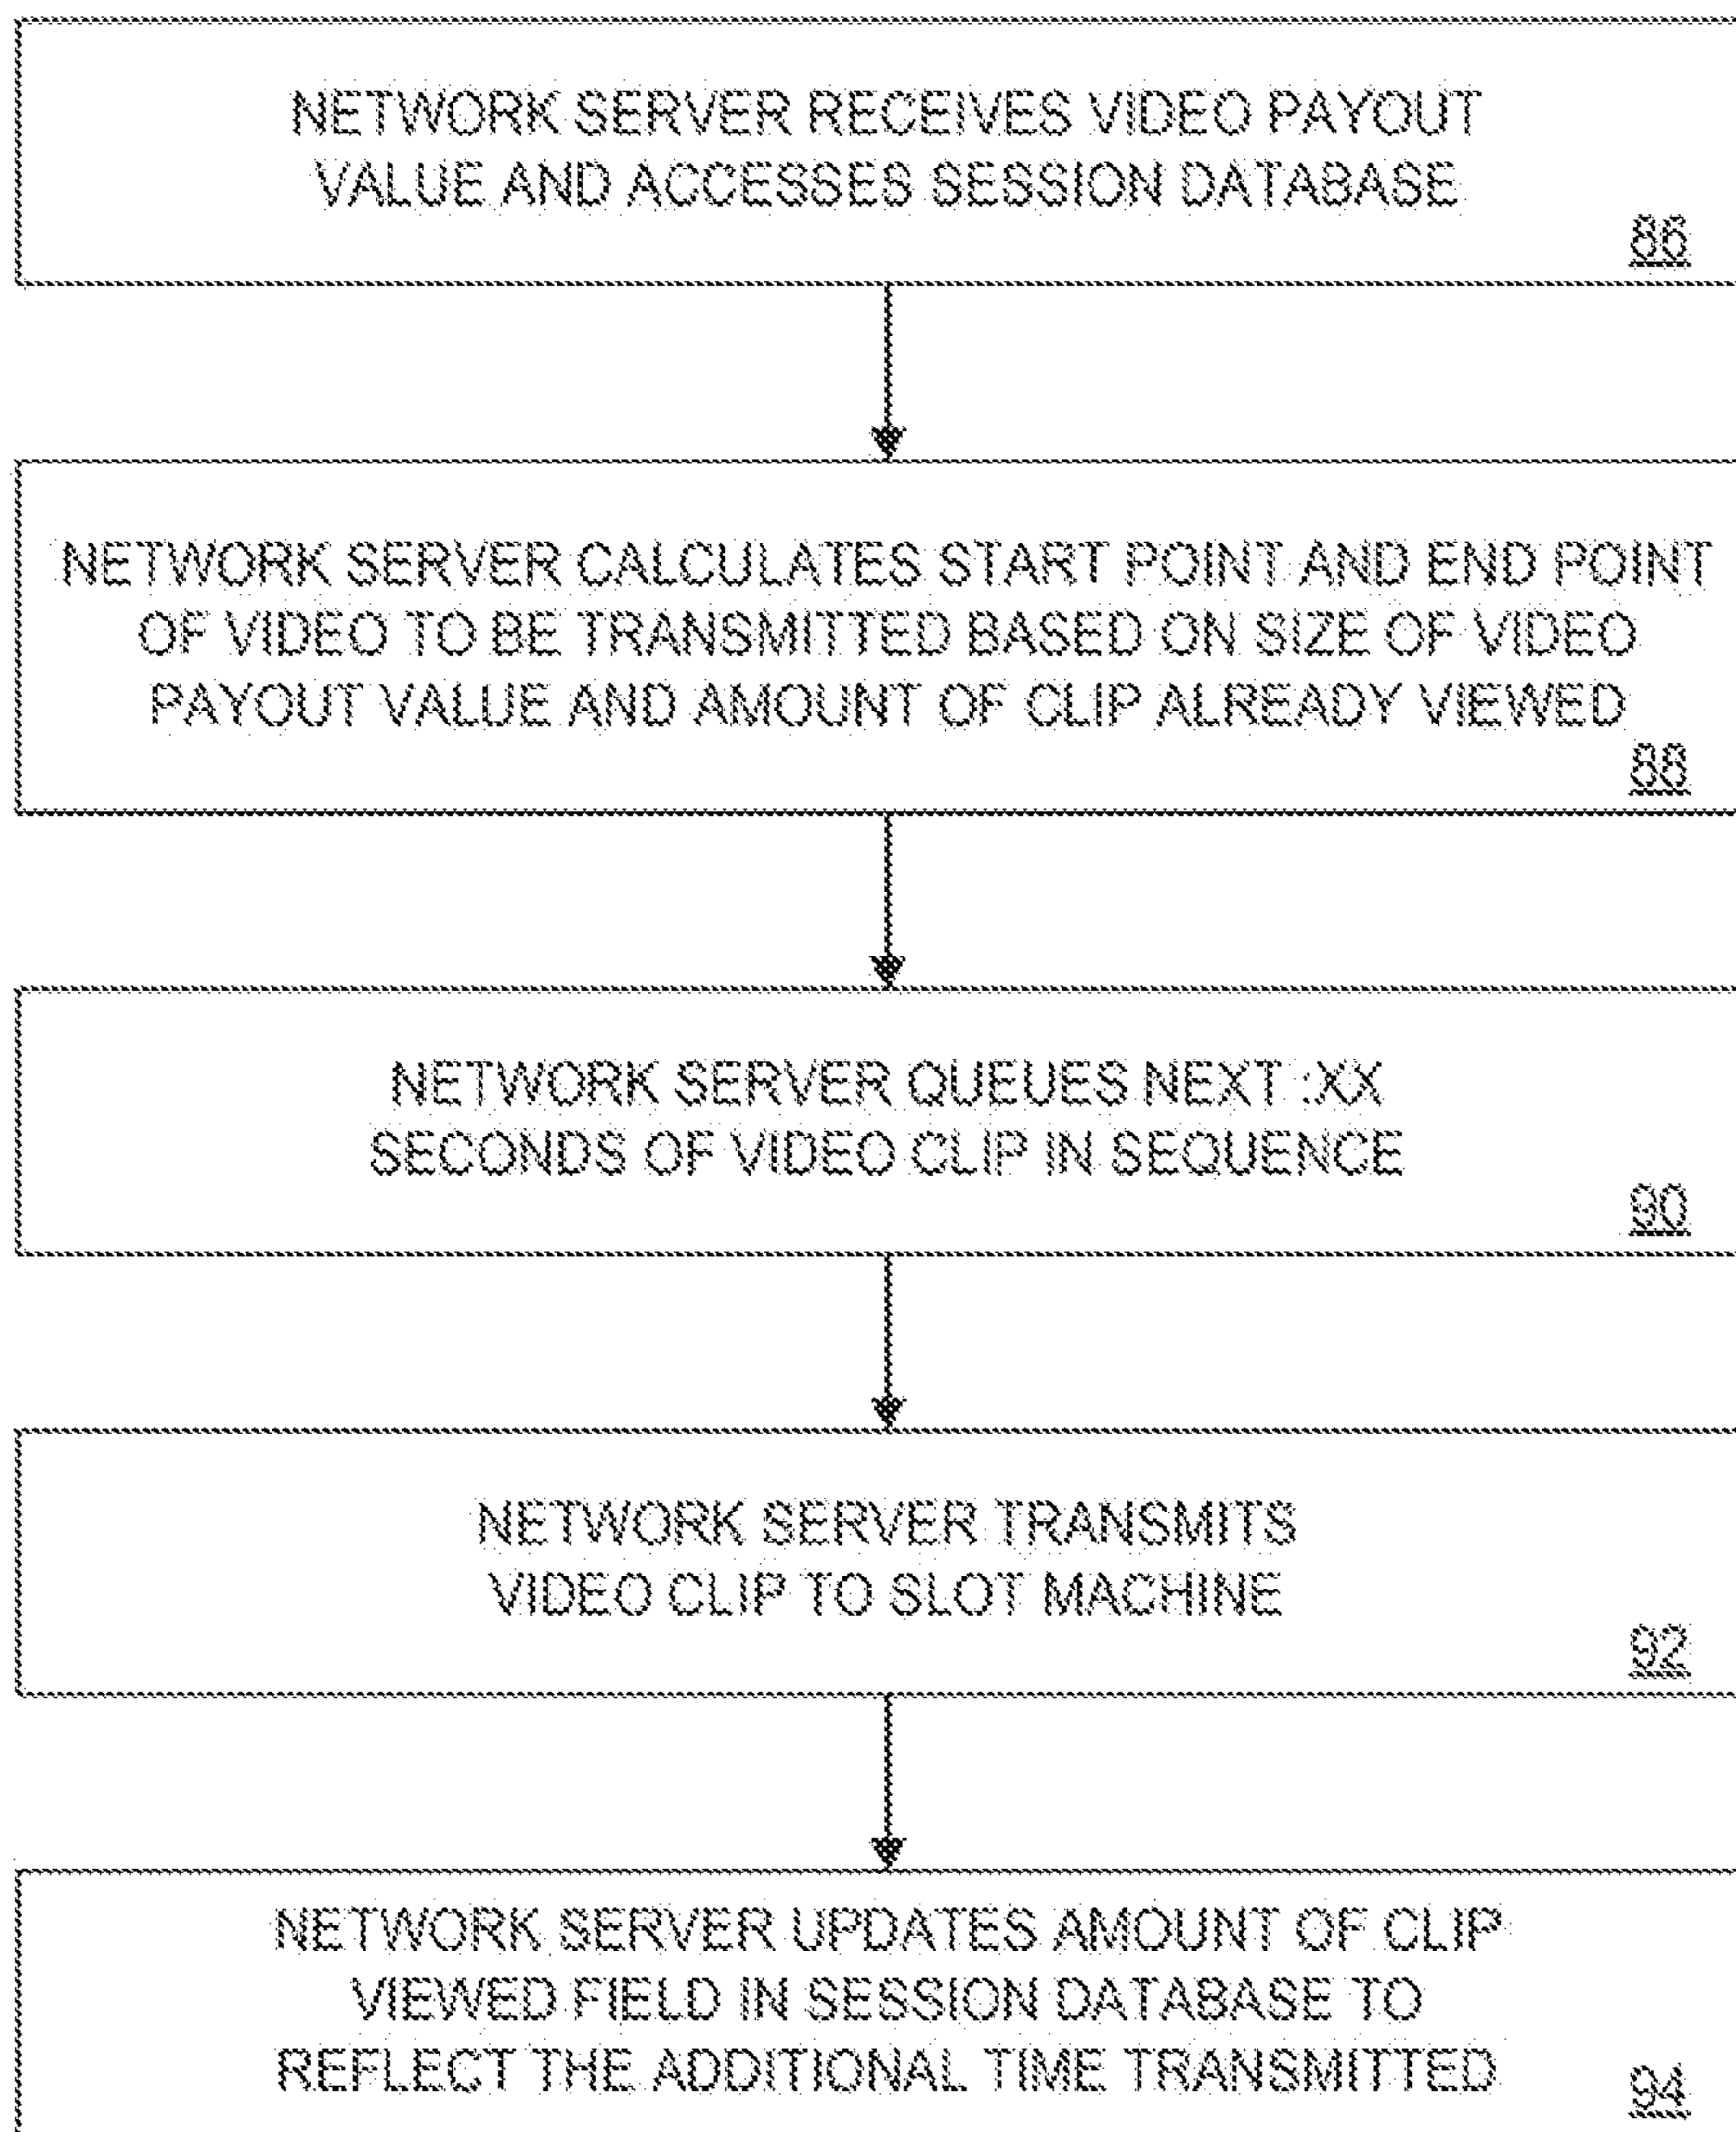 NETWORK SERVER RECEIVES VIDEO PAYOUT
VALUE AND ACCESSES SESSION DATABASE
86
NETWORK SERVER CALCULATES START POINT AND END POINT
OF VIDEO TO BE TRANSMITTED BASED ON SIZE OF VIDEO
PAYOUT VALUE AND AMOUNT OF CLIP ALREADY VIEWED
88
NETWORK SERVER QUEUES NEXT :XX
SECONDS OF VIDEO CLIP IN SEQUENCE
90
NETWORK SERVER TRANSMITS
VIDEO CLIP TO SLOT MACHINE
92
NETWORK SERVER UPDATES AMOUNT OF CLIP
VIEWED FIELD IN SESSION DATABASE TO
REFLECT THE ADDITIONAL TIME TRANSMITTED
94